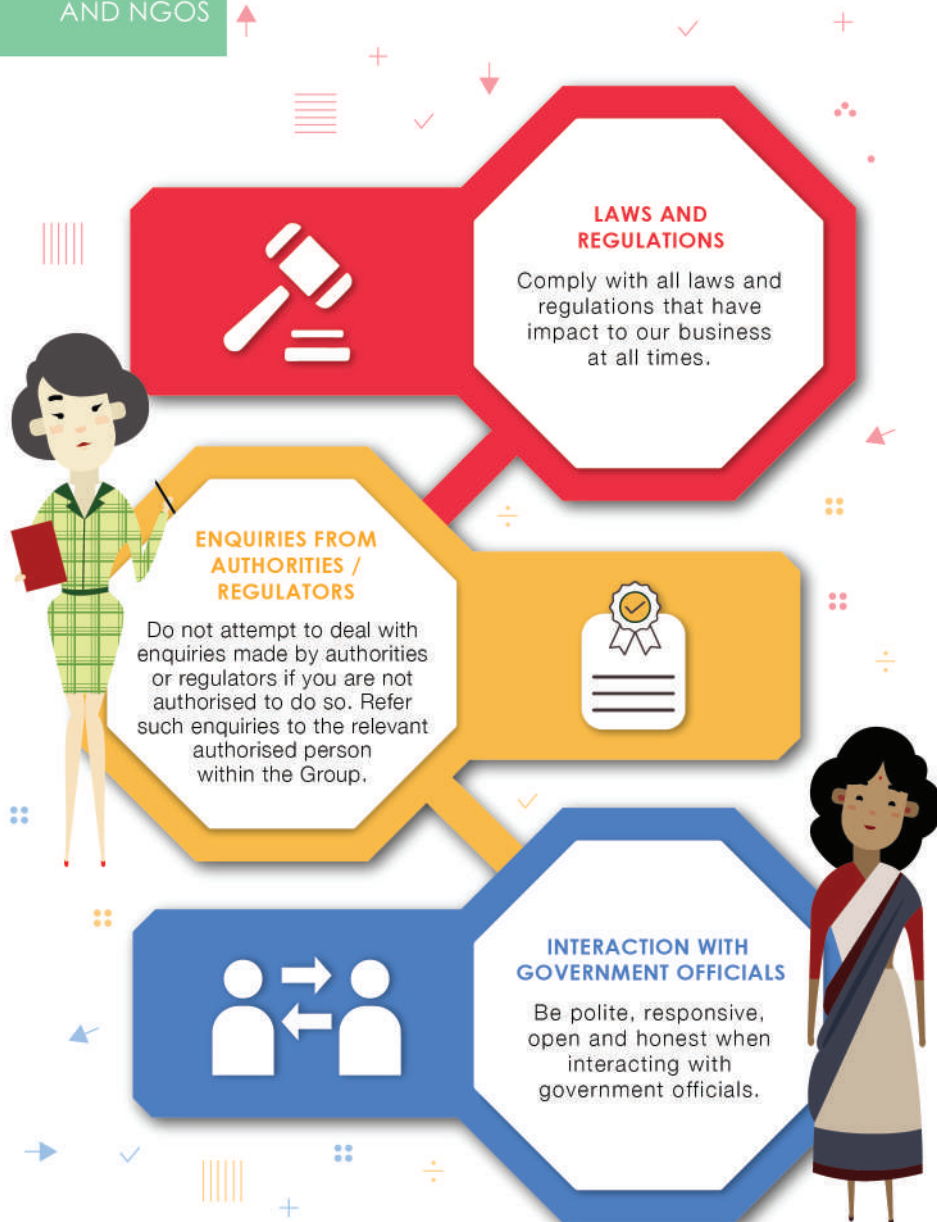 AND NGOS
LAWS AND
REGULATIONS
Comply with all laws and
regulations that have
impact to our business
at all times.
ENQUIRIES FROM
AUTHORITIES /
REGULATORS
Do not attempt to deal with
enquiries made by authorities
or regulators if you are not
authorised to do so. Refer
such enquiries to the relevant
authorised person
within the Group.
INTERACTION WITH
GOVERNMENT OFFICIALS
Be polite, responsive,
open and honest when
interacting with
government officials.